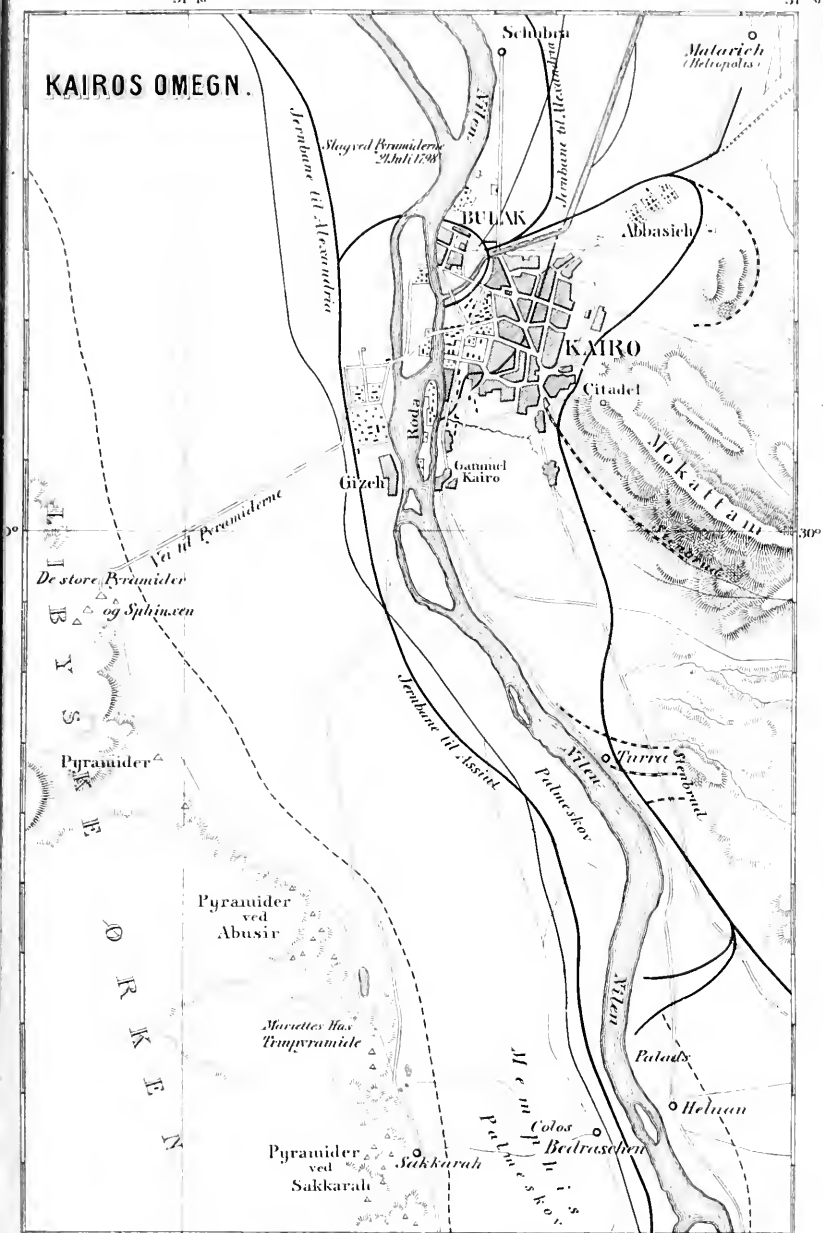 KAIROS OMEGN.
Schubra
Matarieh
(Heliopolis)
Nilen
Jernbane til Alexandria
Jernbane til Alexandria
Slag ved Pyramiderne
21 Juli 1798
BULAK
Abbasieh
KAIRO
Citadel
Roda
Mokattam
Gizeh
Gammel
Kairo
Stenbrud
30°
Vei til Pyramiderne
De store Pyramider
og Sphinxen
LIBYSKE ØRKEN
Pyramider
Jernbane til Assiut
Nilen
Turra
Stenbrud
Palmeskov
Pyramider
ved
Abusir
Nilen
Mariettes Hus
Trinpyramide
Palads
Memphis
Heluan
Colos
Bedraschen
Palmeskov
Pyramider
ved
Sakkarah
Sakkarah